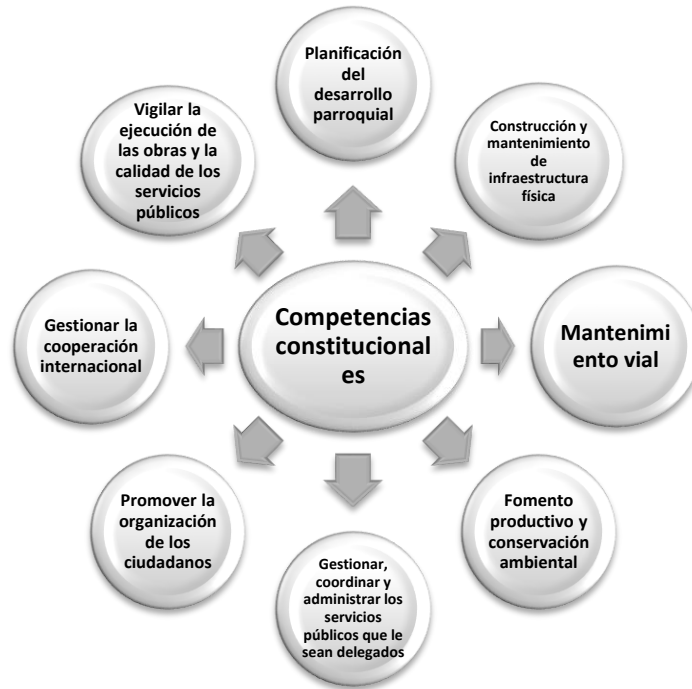 Planificación
del
desarrollo
parroquial
Construcción y
mantenimiento
de
infraestructura
física
Mantenimi
ento vial
Fomento
productivo y
conservación
ambiental
Gestionar,
coordinar y
administrar los
servicios
públicos que le
sean delegados
Promover la
organización
de los
ciudadanos
Gestionar la
cooperación
internacional
Vigilar la
ejecución de
las obras y la
calidad de los
servicios
públicos
Competencias
constitucional
es